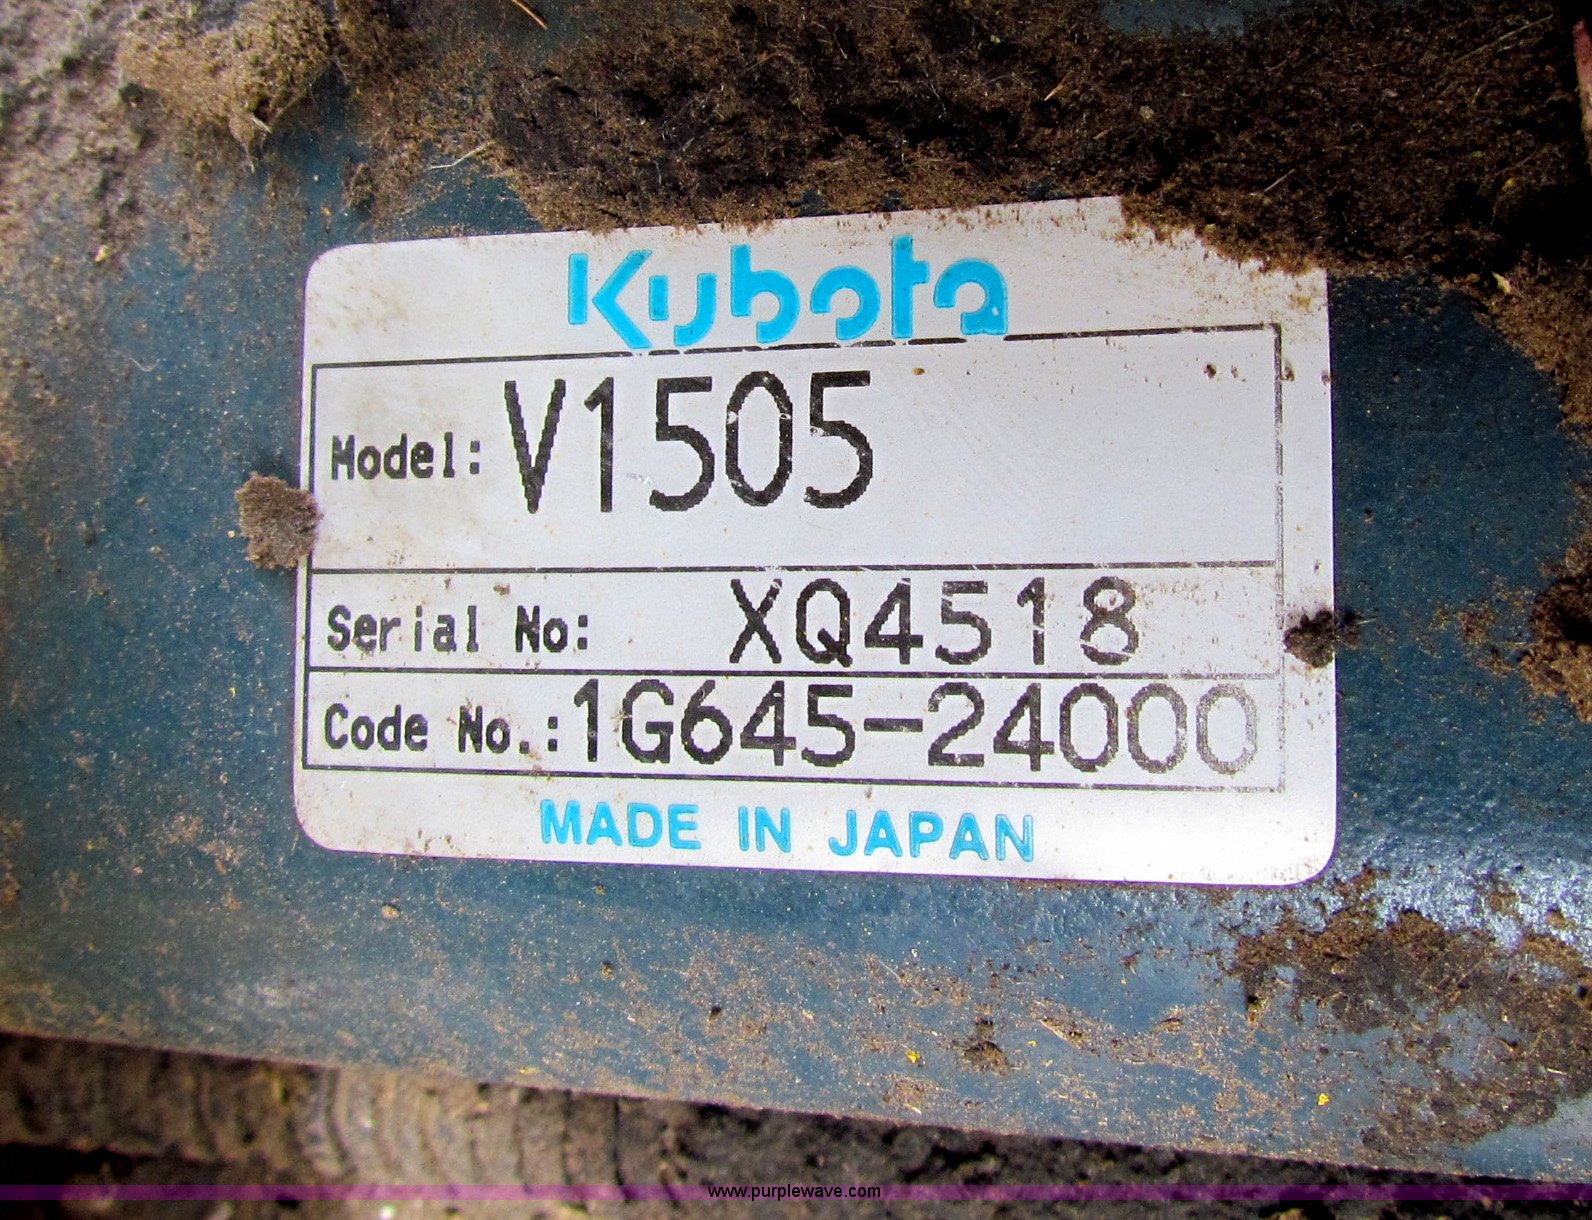 Kubota
Model: V1505
Serial No: XQ4518
Code No.: 1G645-24000
MADE IN JAPAN
www.purplewave.com